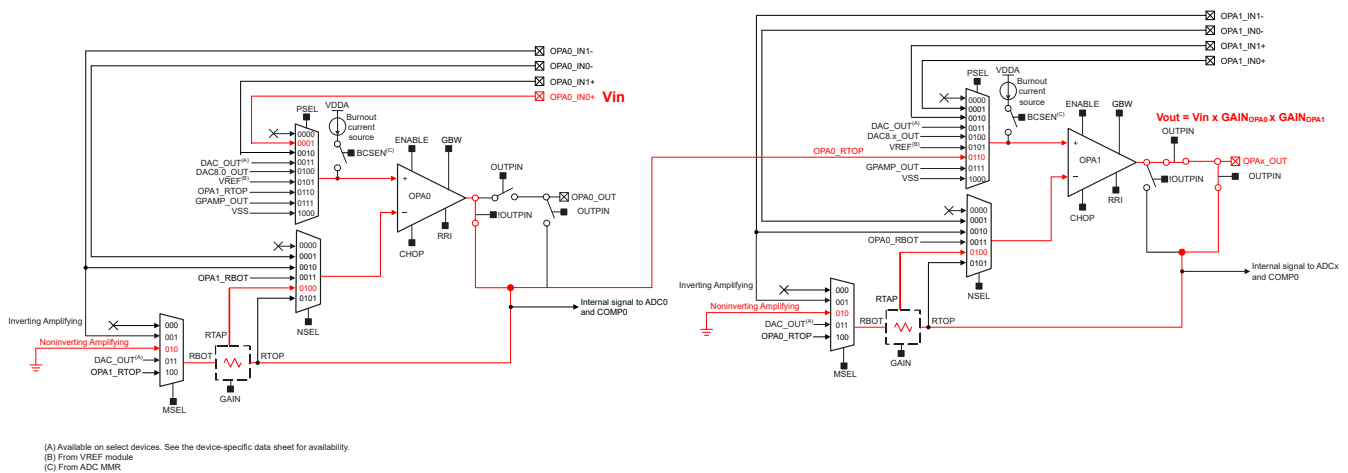 OPA0_IN1-
OPA0_IN0-
OPA0_IN1+
OPA0_IN0+ Vin
PSEL
VDDA
Burnout
current
source
BCSEN(C)
0000
0001
0010
0011
0100
0101
0110
0111
1000
DAC_OUT(A)
DAC8.0_OUT
VREF(B)
OPA1_RTOP
GPAMP_OUT
VSS
ENABLE
GBW
+
OPA0
−
CHOP
RRI
OUTPIN
!OUTPIN
OPA0_OUT
OUTPIN
0000
0001
0010
0011
0100
0101
OPA1_RBOT
NSEL
Inverting Amplifying
Noninverting Amplifying
DAC_OUT(A)
OPA1_RTOP
000
001
010
011
100
MSEL
RBOT
RTAP
RTOP
GAIN
Internal signal to ADC0
and COMP0
OPA0_RTOP
OPA1_IN1-
OPA1_IN0-
OPA1_IN1+
OPA1_IN0+
PSEL
VDDA
Burnout
current
source
BCSEN(C)
0000
0001
0010
0011
0100
0101
0110
0111
1000
DAC_OUT(A)
DAC8.x_OUT
VREF(B)
GPAMP_OUT
VSS
ENABLE
GBW
+
OPA1
−
CHOP
RRI
Vout = Vin x GAINOPA0 x GAINOPA1
OUTPIN
!OUTPIN
OPAx_OUT
OUTPIN
0000
0001
0010
0011
0100
0101
OPA0_RBOT
NSEL
Inverting Amplifying
Noninverting Amplifying
DAC_OUT(A)
OPA0_RTOP
000
001
010
011
100
MSEL
RBOT
RTAP
RTOP
GAIN
Internal signal to ADCx
and COMP0
(A) Available on select devices. See the device-specific data sheet for availability.
(B) From VREF module
(C) From ADC MMR